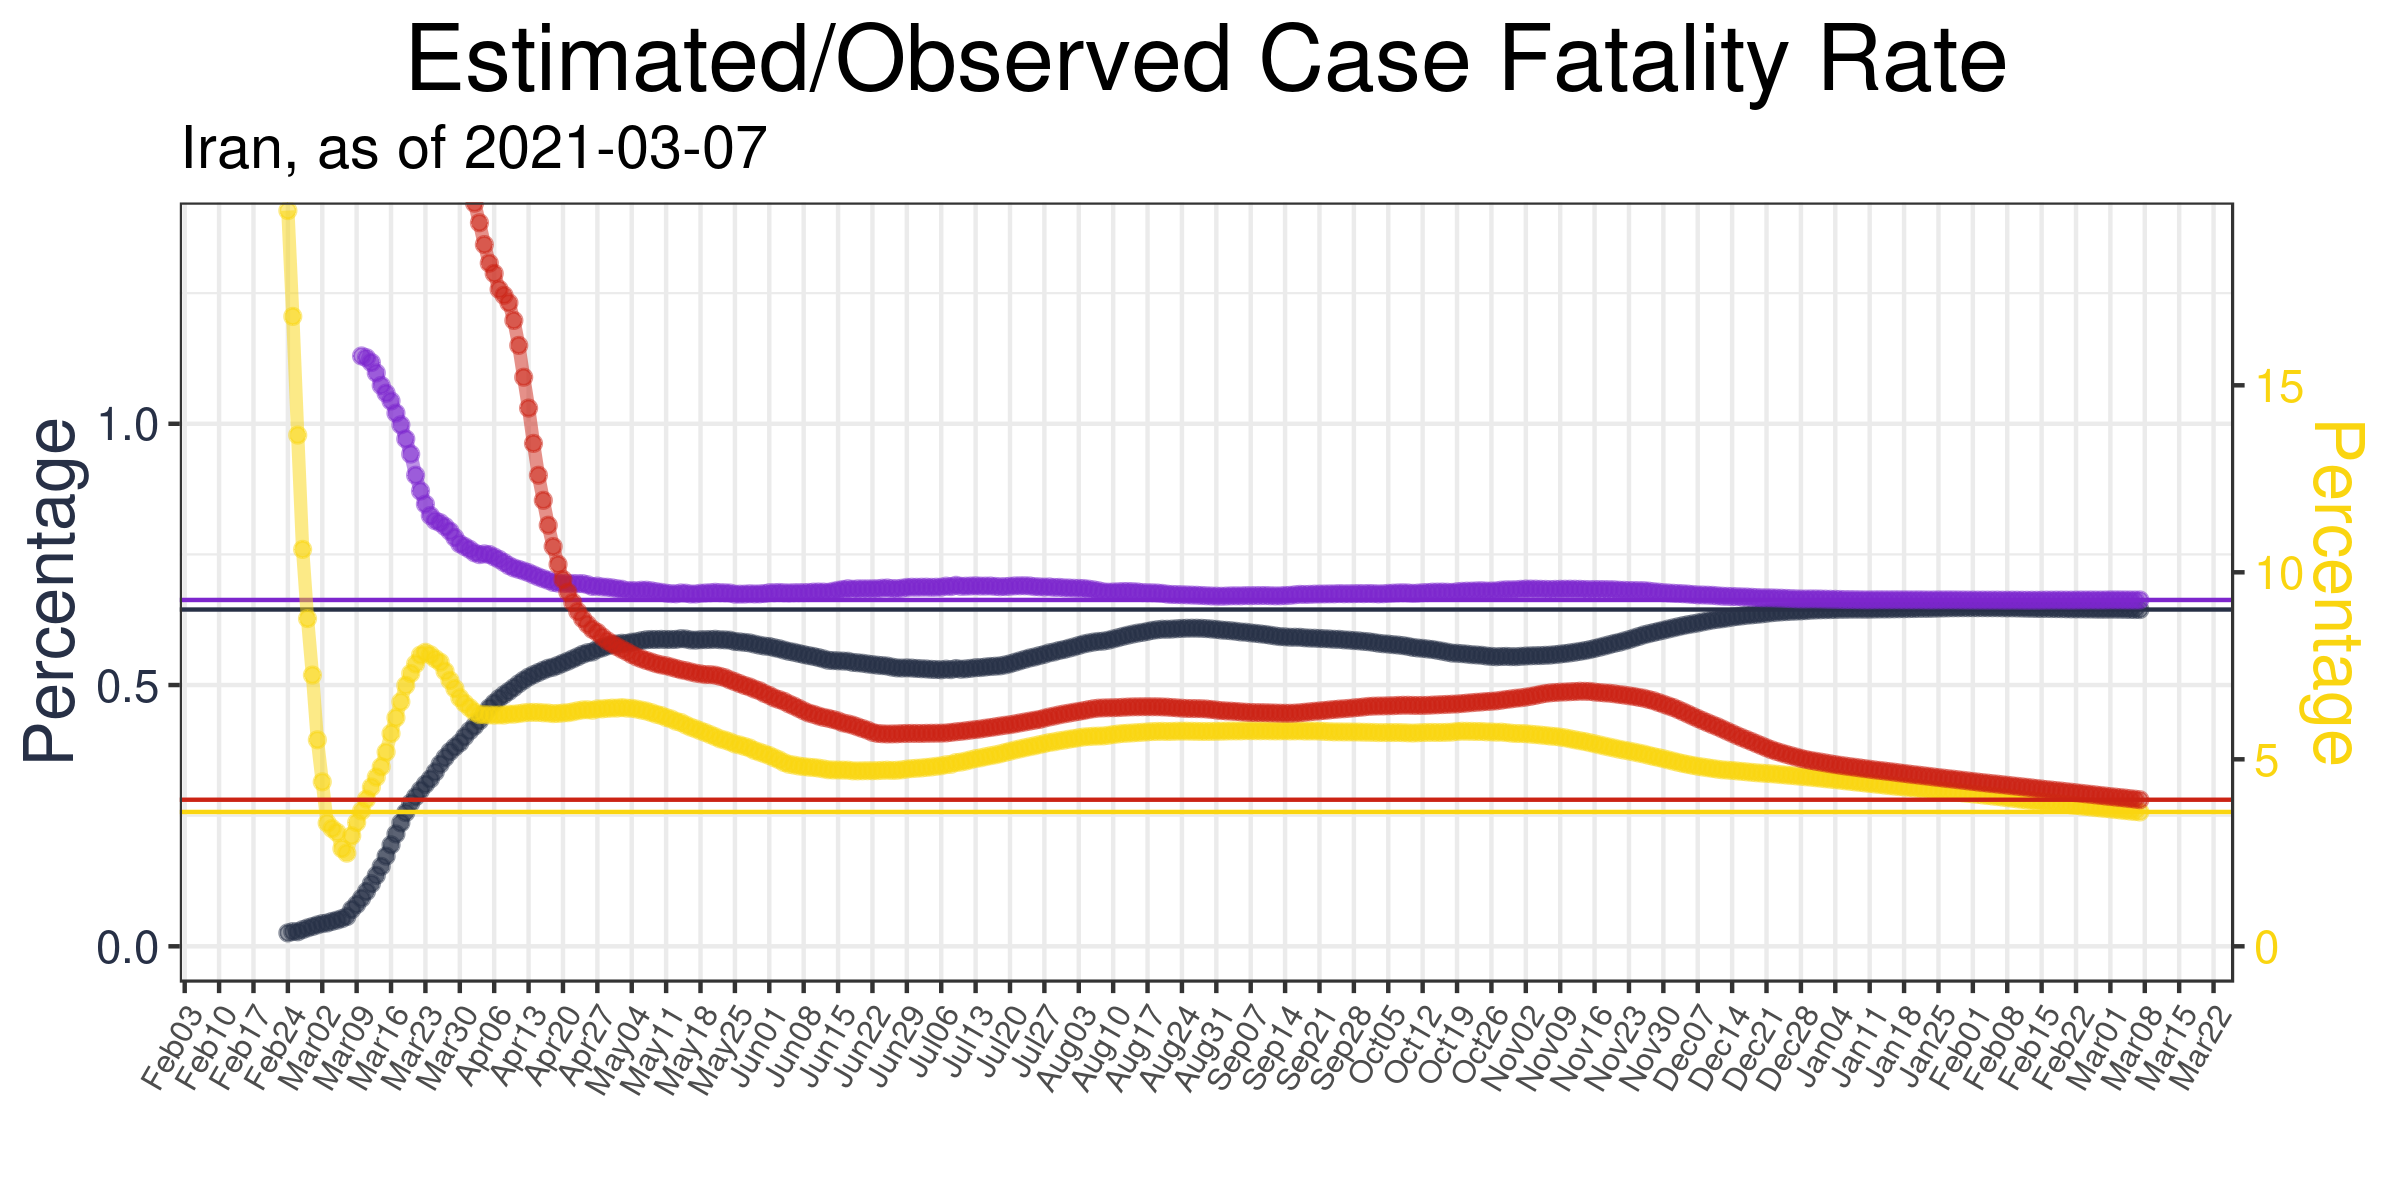 Estimated/Observed Case Fatality Rate
Iran, as of 2021-03-07
Percentage
1.0
0.5
0.0
15
10
5
0
Percentage
Feb03
Feb10
Feb17
Feb24
Mar02
Mar09
Mar16
Mar23
Mar30
Apr06
Apr13
Apr20
Apr27
May04
May11
May18
May25
Jun01
Jun08
Jun15
Jun22
Jun29
Jul06
Jul13
Jul20
Jul27
Aug03
Aug10
Aug17
Aug24
Aug31
Sep07
Sep14
Sep21
Sep28
Oct05
Oct12
Oct19
Oct26
Nov02
Nov09
Nov16
Nov23
Nov30
Dec07
Dec14
Dec21
Dec28
Jan04
Jan11
Jan18
Jan25
Feb01
Feb08
Feb15
Feb22
Mar01
Mar08
Mar15
Mar22